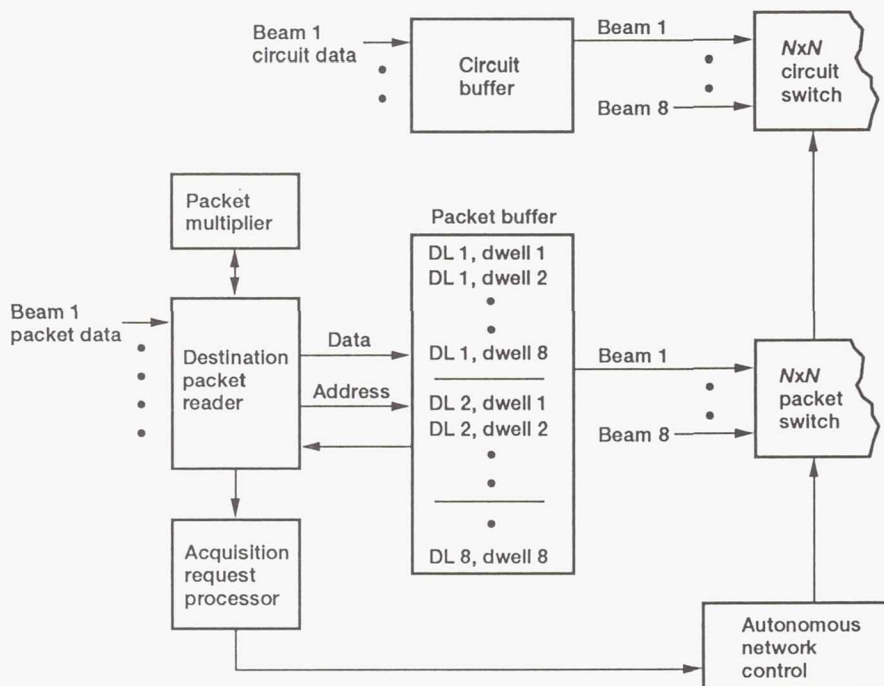 Beam 1
circuit data
Circuit
buffer
Beam 1
Beam 8
NxN
circuit
switch
Packet
multiplier
Beam 1
packet data
Destination
packet
reader
Data
Address
Packet buffer
DL 1, dwell 1
DL 1, dwell 2
DL 1, dwell 8
DL 2, dwell 1
DL 2, dwell 2
DL 8, dwell 8
Beam 1
Beam 8
NxN
packet
switch
Acquisition
request
processor
Autonomous
network
control